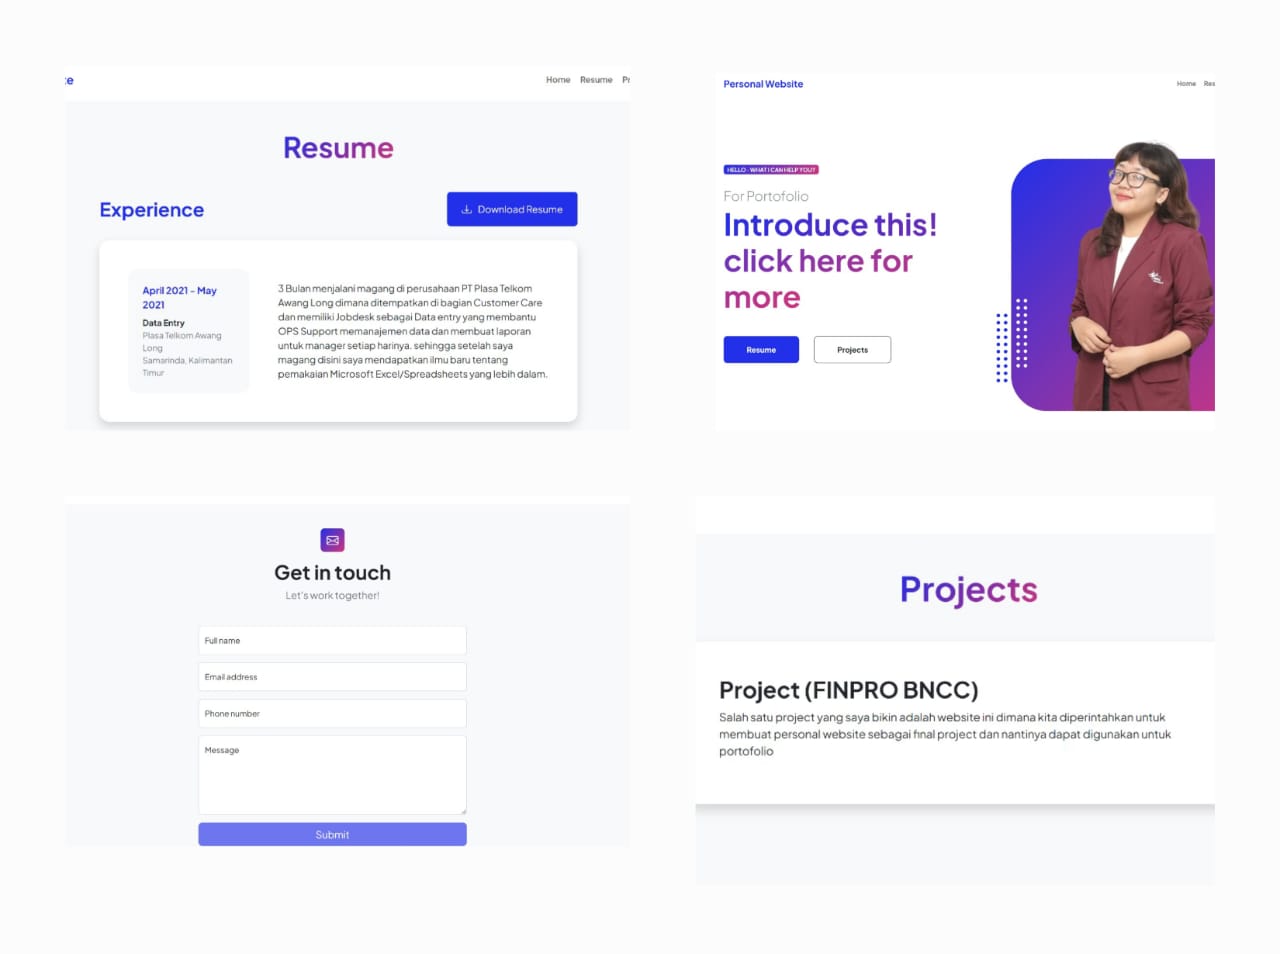 te
Home Resume Pr
Resume
Experience
Download Resume
April 2021 - May
2021
Data Entry
Plasa Telkom Awang
Long
Samarinda, Kalimantan
Timur
3 Bulan menjalani magang di perusahaan PT Plasa Telkom
Awang Long dimana ditempatkan di bagian Customer Care
dan memiliki Jobdesk sebagai Data entry yang membantu
OPS Support memanajemen data dan membuat laporan
untuk manager setiap harinya. sehingga setelah saya
magang disini saya mendapatkan ilmu baru tentang
pemakaian Microsoft Excel/Spreadsheets yang lebih dalam.
Personal Website
Home Res
HELLO · WHAT I CAN HELP YOU?
For Portofolio
Introduce this!
click here for
more
Resume
Projects
Get in touch
Let's work together!
Full name
Email address
Phone number
Message
Submit
Projects
Project (FINPRO BNCC)
Salah satu project yang saya bikin adalah website ini dimana kita diperintahkan untuk
membuat personal website sebagai final project dan nantinya dapat digunakan untuk
portofolio